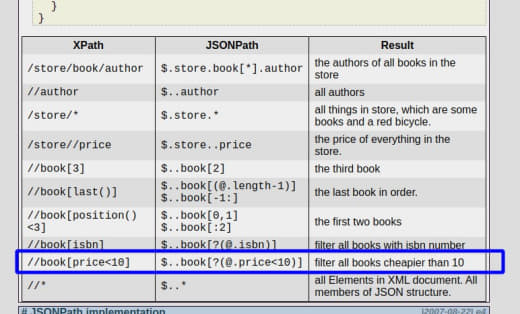 }
}
XPath JSONPath Result
/store/book/author $.store.book[*].author the authors of all books in the
store
//author $..author all authors
/store/* $.store.* all things in store, which are some
books and a red bicycle.
/store//price $.store..price the price of everything in the
store.
//book[3] $..book[2] the third book
//book[last()] $..book[(@.length-1)]
$..book[-1:] the last book in order.
//book[position()
<3] $..book[0,1]
$..book[:2] the first two books
//book[isbn] $..book[?(@.isbn)] filter all books with isbn number
//book[price<10] $..book[?(@.price<10)] filter all books cheapier than 10
//* $..* all Elements in XML document. All
members of JSON structure.
# JSONPath implementation [2007-08-22] e4